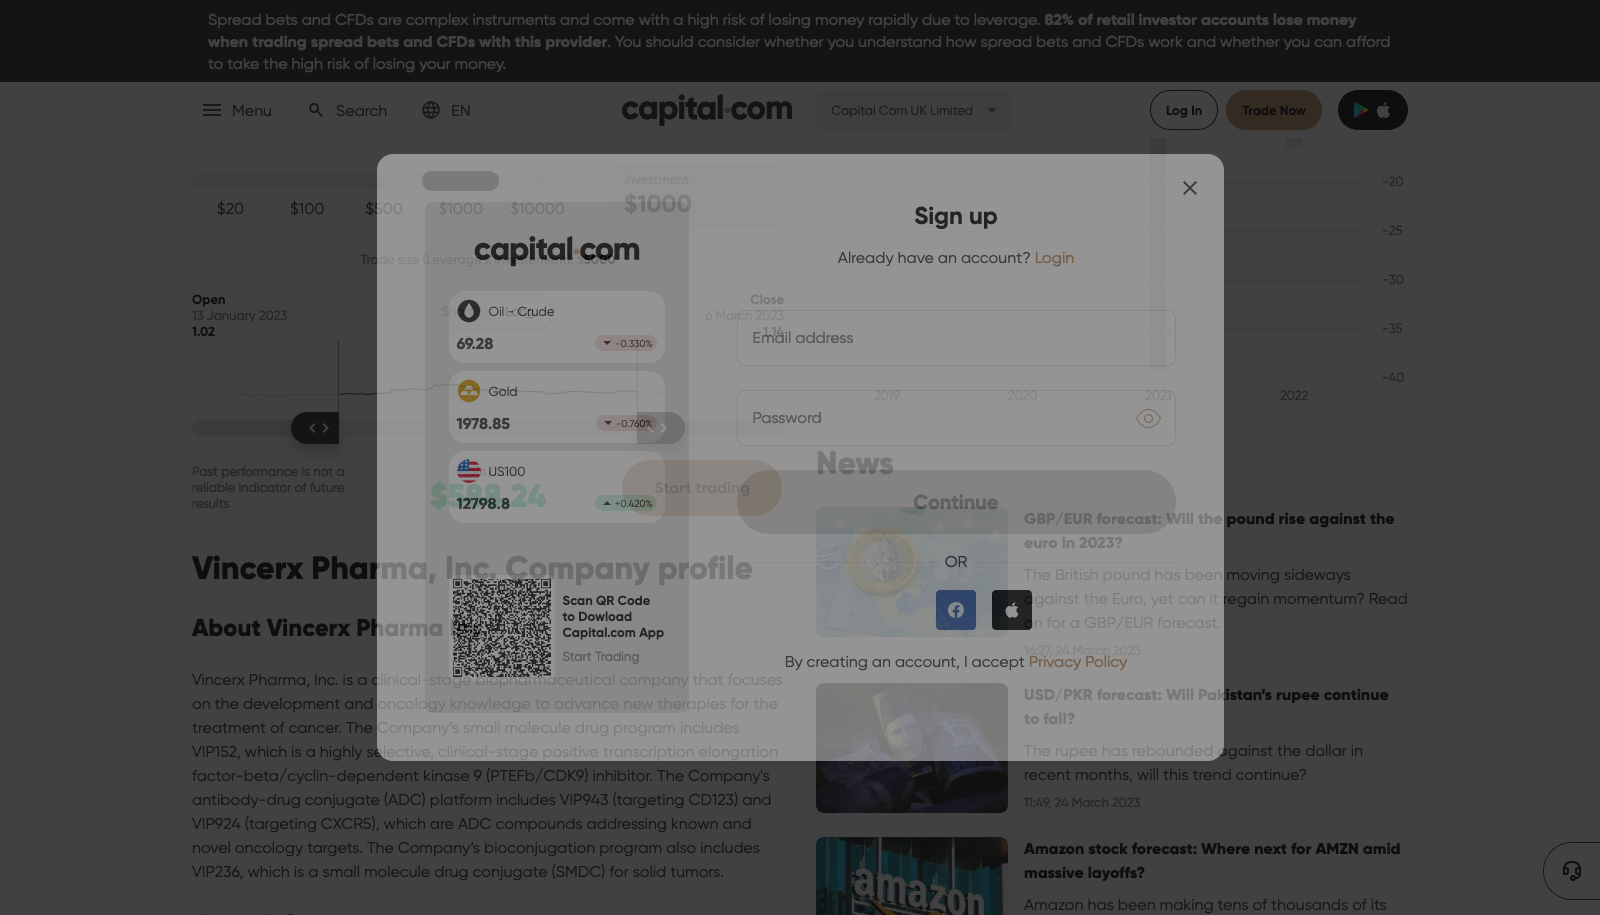 Spread bets and CFDs are complex instruments and come with a high risk of losing money rapidly due to leverage. 82% of retail investor accounts lose money
when trading spread bets and CFDs with this provider. You should consider whether you understand how spread bets and CFDs work and whether you can afford
to take the high risk of losing your money.
Menu
Search
EN
capital.com
Capital Com UK Limited
Log In
Trade Now
$20
$100
$500
$1000
$10000
Investment
$1000
Trade size (Leverage
Open
13 January 2023
1.02
Close
6 March 2023
1.14
Past performance is not a
reliable indicator of future
results
$598.24
Start trading
-20
-25
-30
-35
-40
2019
2020
2021
2022
Sign up
Already have an account? Login
Email address
Password
Continue
OR
By creating an account, I accept Privacy Policy
capital.com
Oil - Crude
69.28
-0.330%
Gold
1978.85
-0.760%
US100
12798.8
+0.420%
Scan QR Code
to Dowload
Capital.com App
Start Trading
Vincerx Pharma, Inc. Company profile
About Vincerx Pharma
Vincerx Pharma, Inc. is a clinical-stage biopharmaceutical company that focuses
on the development and oncology knowledge to advance new therapies for the
treatment of cancer. The Company's small molecule drug program includes
VIP152, which is a highly selective, clinical-stage positive transcription elongation
factor-beta/cyclin-dependent kinase 9 (PTEFb/CDK9) inhibitor. The Company's
antibody-drug conjugate (ADC) platform includes VIP943 (targeting CD123) and
VIP924 (targeting CXCR5), which are ADC compounds addressing known and
novel oncology targets. The Company's bioconjugation program also includes
VIP236, which is a small molecule drug conjugate (SMDC) for solid tumors.
News
GBP/EUR forecast: Will the pound rise against the
euro in 2023?
The British pound has been moving sideways
against the Euro, yet can it regain momentum? Read
on for a GBP/EUR forecast.
16:27, 24 March 2023
USD/PKR forecast: Will Pakistan's rupee continue
to fall?
The rupee has rebounded against the dollar in
recent months, will this trend continue?
11:49, 24 March 2023
amazon
Amazon stock forecast: Where next for AMZN amid
massive layoffs?
Amazon has been making tens of thousands of its